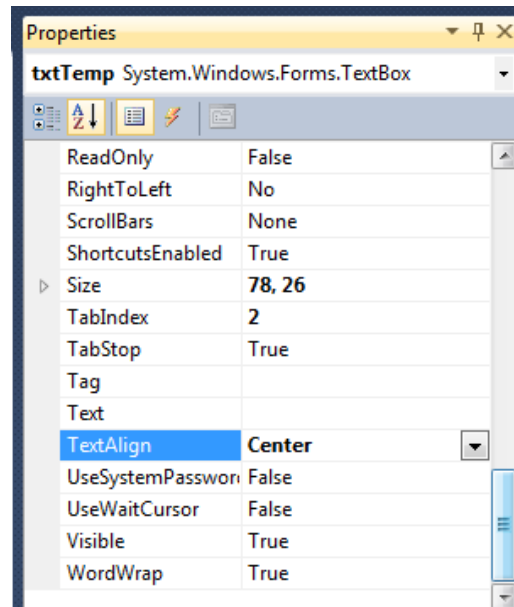 Properties
txtTemp System.Windows.Forms.TextBox
ReadOnly False
RightToLeft No
ScrollBars None
ShortcutsEnabled True
Size 78, 26
TabIndex 2
TabStop True
Tag
Text
TextAlign Center
UseSystemPassword False
UseWaitCursor False
Visible True
WordWrap True